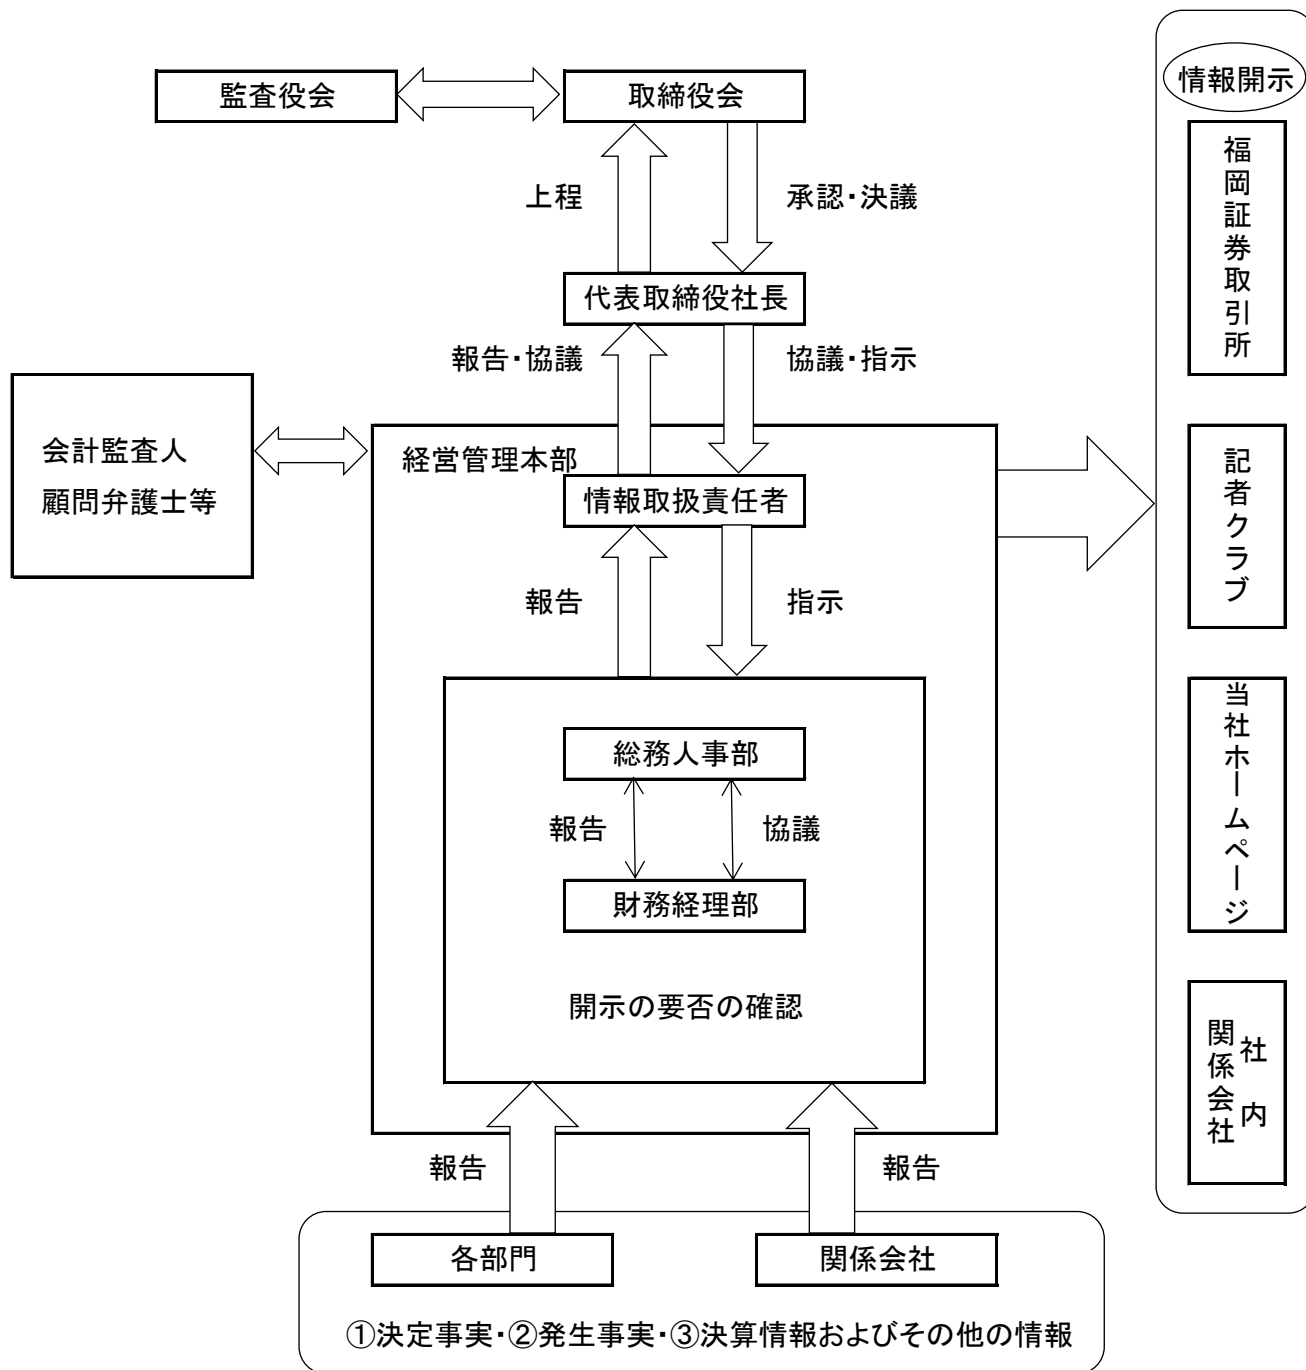 監査役会
取締役会
上程
承認・決議
代表取締役社長
報告・協議
協議・指示
会計監査人
顧問弁護士等
経営管理本部
情報取扱責任者
報告
指示
総務人事部
報告
協議
財務経理部
開示の要否の確認
報告
報告
各部門
関係会社
①決定事実・②発生事実・③決算情報およびその他の情報
情報開示
福岡証券取引所
記者クラブ
当社ホームページ
社内
関係会社